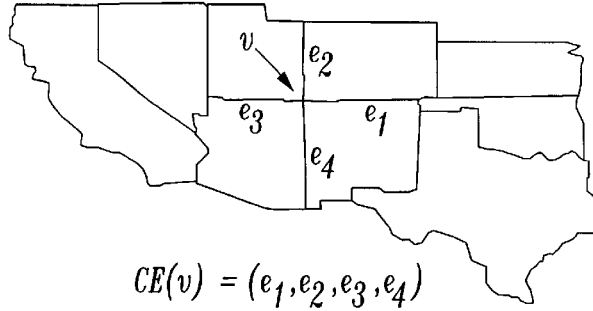 v
e₂
e₃
e₁
e₄
CE(v) = (e₁,e₂,e₃,e₄)